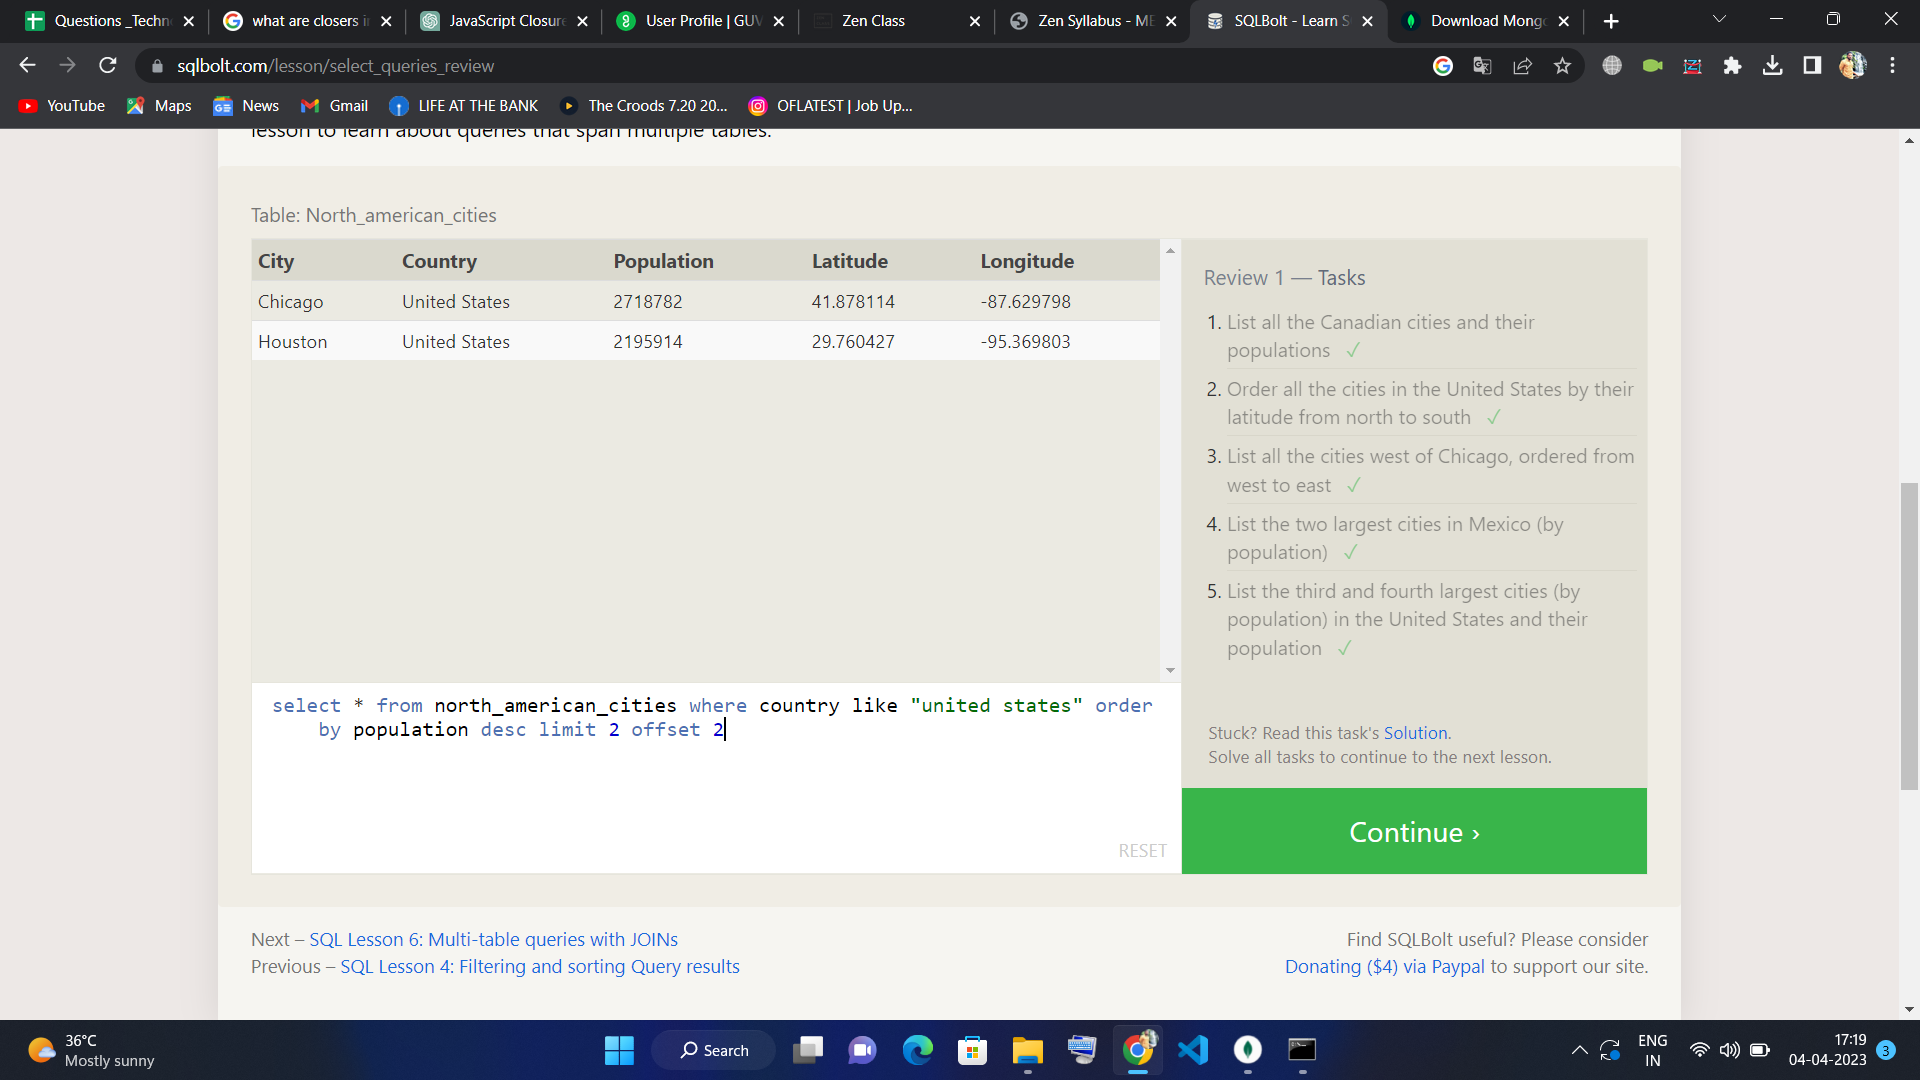 Questions _Techn
what are closers i
JavaScript Closure
User Profile | GUV
Zen Class
Zen Syllabus - ME
SQLBolt - Learn S
Download Mong
sqlbolt.com/lesson/select_queries_review
YouTube
Maps
News
Gmail
LIFE AT THE BANK
The Croods 7.20 20...
OFLATEST | Job Up...
lesson to learn about queries that span multiple tables.
Table: North_american_cities
City Country Population Latitude Longitude
Chicago United States 2718782 41.878114 -87.629798
Houston United States 2195914 29.760427 -95.369803
Review 1 — Tasks
1. List all the Canadian cities and their
populations ✓
2. Order all the cities in the United States by their
latitude from north to south ✓
3. List all the cities west of Chicago, ordered from
west to east ✓
4. List the two largest cities in Mexico (by
population) ✓
5. List the third and fourth largest cities (by
population) in the United States and their
population ✓
select * from north_american_cities where country like "united states" order
by population desc limit 2 offset 2
RESET
Stuck? Read this task's Solution.
Solve all tasks to continue to the next lesson.
Continue ›
Next – SQL Lesson 6: Multi-table queries with JOINs
Previous – SQL Lesson 4: Filtering and sorting Query results
Find SQLBolt useful? Please consider
Donating ($4) via Paypal to support our site.
36°C
Mostly sunny
Search
ENG
IN
17:19
04-04-2023
3